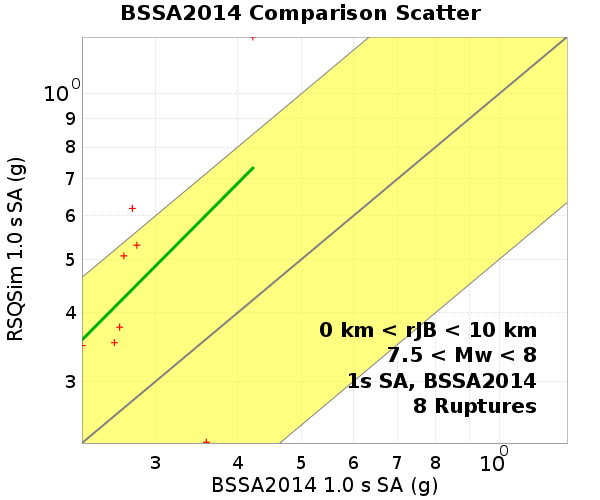 BSSA2014 Comparison Scatter
RSQSim 1.0 s SA (g)
10^0
9
8
7
6
5
4
3
0 km < rJB < 10 km
7.5 < Mw < 8
1s SA, BSSA2014
8 Ruptures
3 4 5 6 7 8 10^0
BSSA2014 1.0 s SA (g)